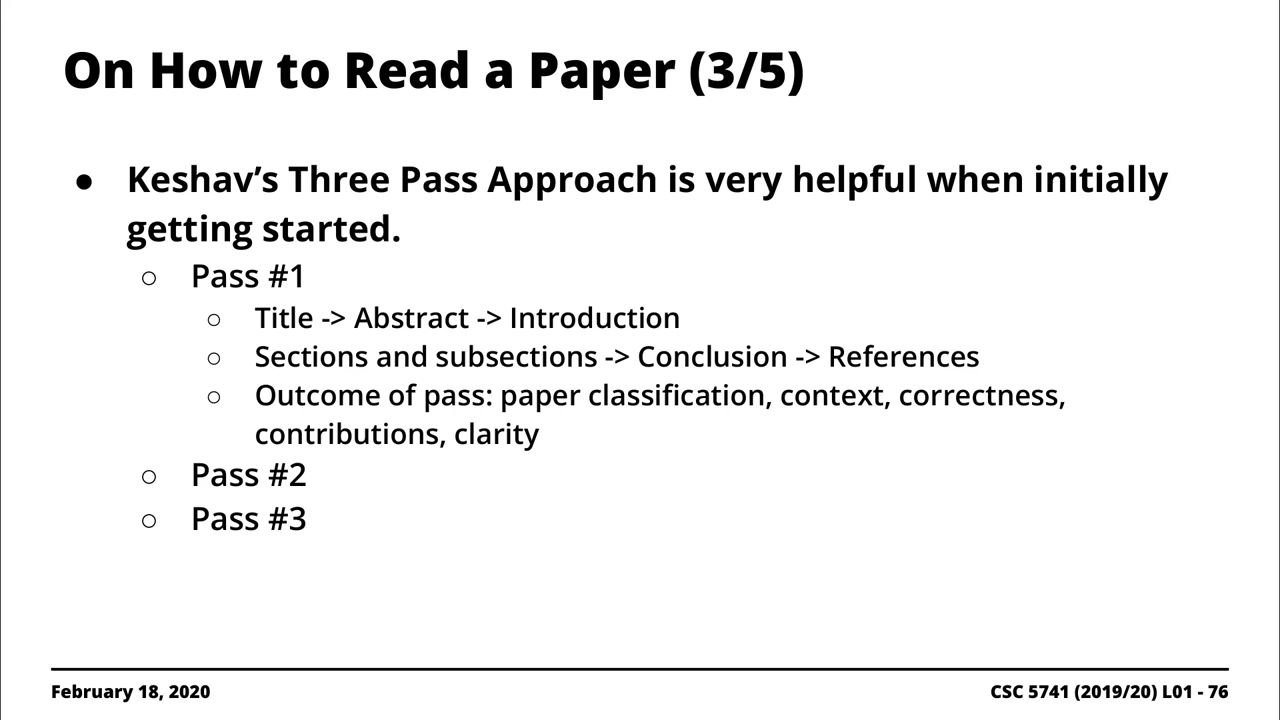 On How to Read a Paper (3/5)
● Keshav’s Three Pass Approach is very helpful when initially
getting started.
○ Pass #1
○ Title -> Abstract -> Introduction
○ Sections and subsections -> Conclusion -> References
○ Outcome of pass: paper classification, context, correctness,
contributions, clarity
○ Pass #2
○ Pass #3
February 18, 2020
CSC 5741 (2019/20) L01 - 76